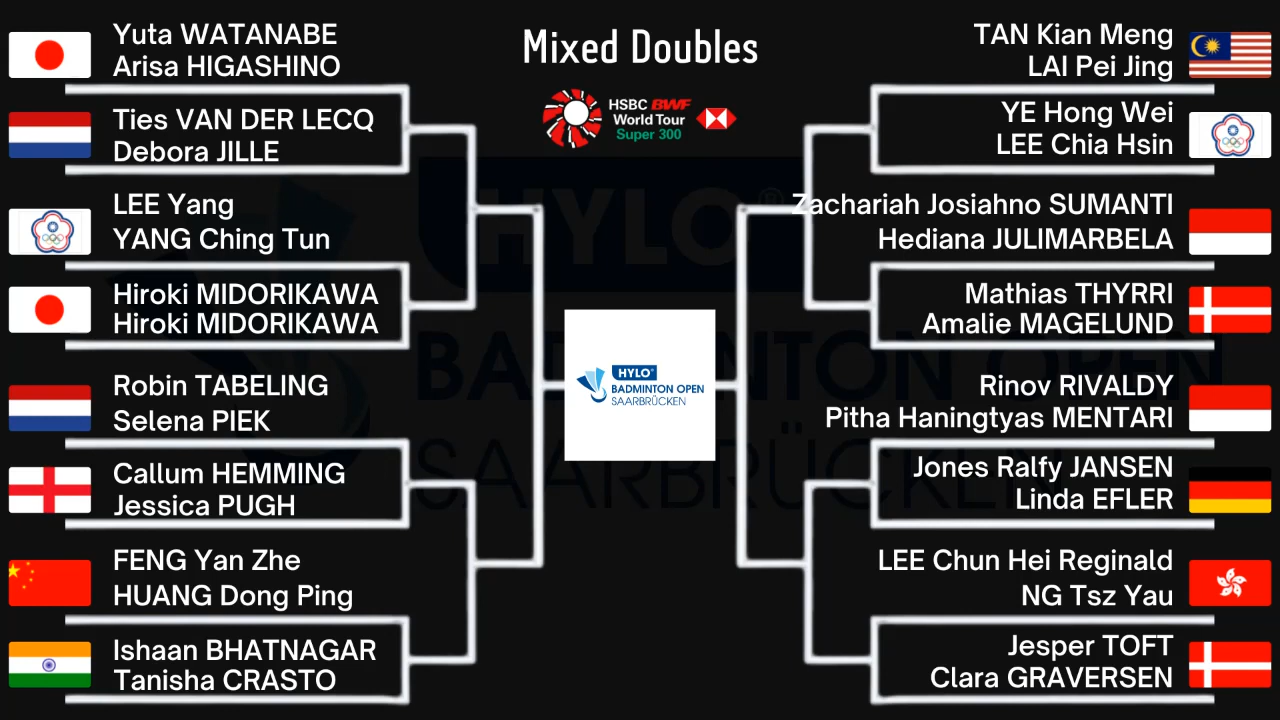 Mixed Doubles
HSBC BWF
World Tour
Super 300
Yuta WATANABE
Arisa HIGASHINO
Ties VAN DER LECQ
Debora JILLE
LEE Yang
YANG Ching Tun
Hiroki MIDORIKAWA
Hiroki MIDORIKAWA
Robin TABELING
Selena PIEK
Callum HEMMING
Jessica PUGH
FENG Yan Zhe
HUANG Dong Ping
Ishaan BHATNAGAR
Tanisha CRASTO
HYLO®
BADMINTON OPEN
SAARBRÜCKEN
HYLO®
BADMINTON OPEN
SAARBRÜCKEN
TAN Kian Meng
LAI Pei Jing
YE Hong Wei
LEE Chia Hsin
Zachariah Josiahno SUMANTI
Hediana JULIMARBELA
Mathias THYRRI
Amalie MAGELUND
Rinov RIVALDY
Pitha Haningtyas MENTARI
Jones Ralfy JANSEN
Linda EFLER
LEE Chun Hei Reginald
NG Tsz Yau
Jesper TOFT
Clara GRAVERSEN